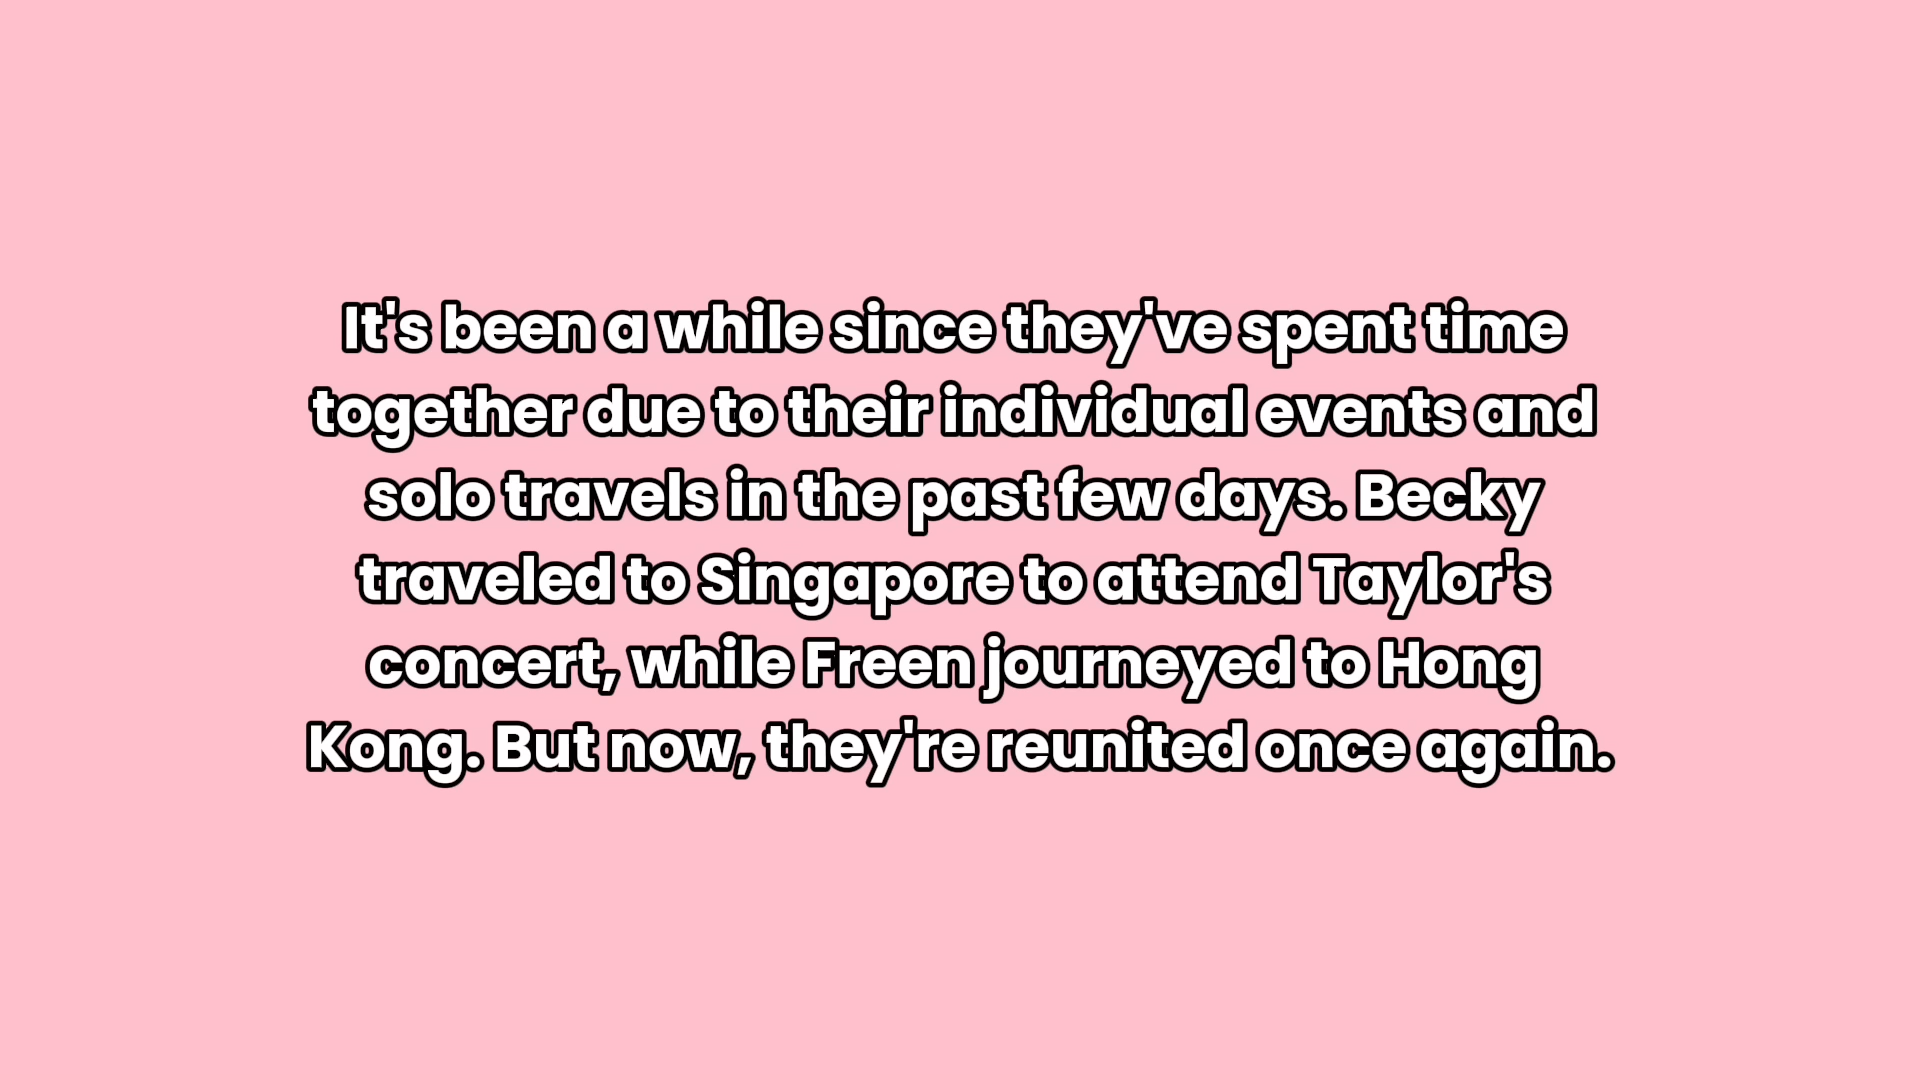 It's been a while since they've spent time
together due to their individual events and
solo travels in the past few days. Becky
traveled to Singapore to attend Taylor's
concert, while Freen journeyed to Hong
Kong. But now, they're reunited once again.